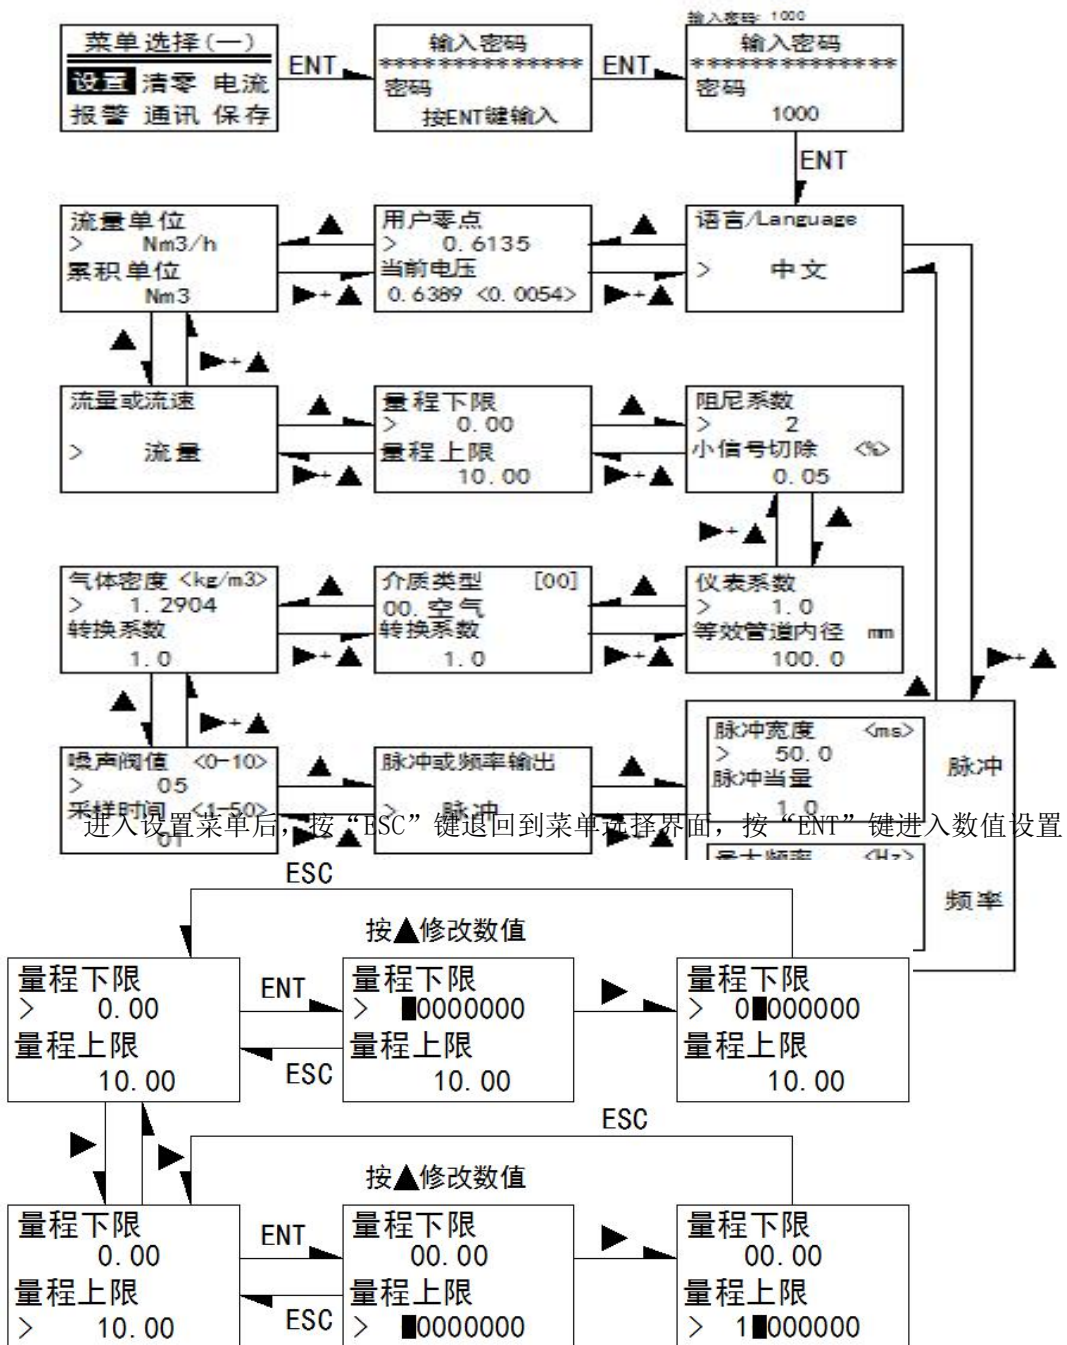 输入密码: 1000
菜单选择(一)
设置 清零 电流
报警 通讯 保存
ENT
输入密码
**************
密码
按ENT键输入
ENT
输入密码
**************
密码
1000
ENT
流量单位
> Nm3/h
累积单位
Nm3
▲
▶+▲
用户零点
> 0.6135
当前电压
0.6389 <0.0054>
▲
▶+▲
语言/Language
> 中文
▲
▶+▲
流量或流速
> 流量
▲
▶+▲
量程下限
> 0.00
量程上限
10.00
▲
▶+▲
阻尼系数
> 2
小信号切除 <%>
0.05
▶+▲
▲
气体密度 <kg/m3>
> 1.2904
转换系数
1.0
▲
▶+▲
介质类型 [00]
00.空气
转换系数
1.0
▲
▶+▲
仪表系数
> 1.0
等效管道内径 mm
100.0
▲
▶+▲
▲
▶+▲
噪声阀值 <0-10>
> 05
采样时间 <1-50>
01
▲
▶+▲
脉冲或频率输出
> 脉冲
▲
▶+▲
脉冲宽度 <ms>
> 50.0
脉冲当量
1.0
脉冲
最大频率 <Hz>
频率
进入设置菜单后，按“ESC”键退回到菜单选择界面，按“ENT”键进入数值设置
ESC
按▲修改数值
量程下限
> 0.00
量程上限
10.00
ENT
ESC
量程下限
> █0000000
量程上限
10.00
▶
量程下限
> 0█000000
量程上限
10.00
▶
▶
ESC
按▲修改数值
量程下限
0.00
量程上限
> 10.00
ENT
ESC
量程下限
00.00
量程上限
> █0000000
▶
量程下限
00.00
量程上限
> 1█000000